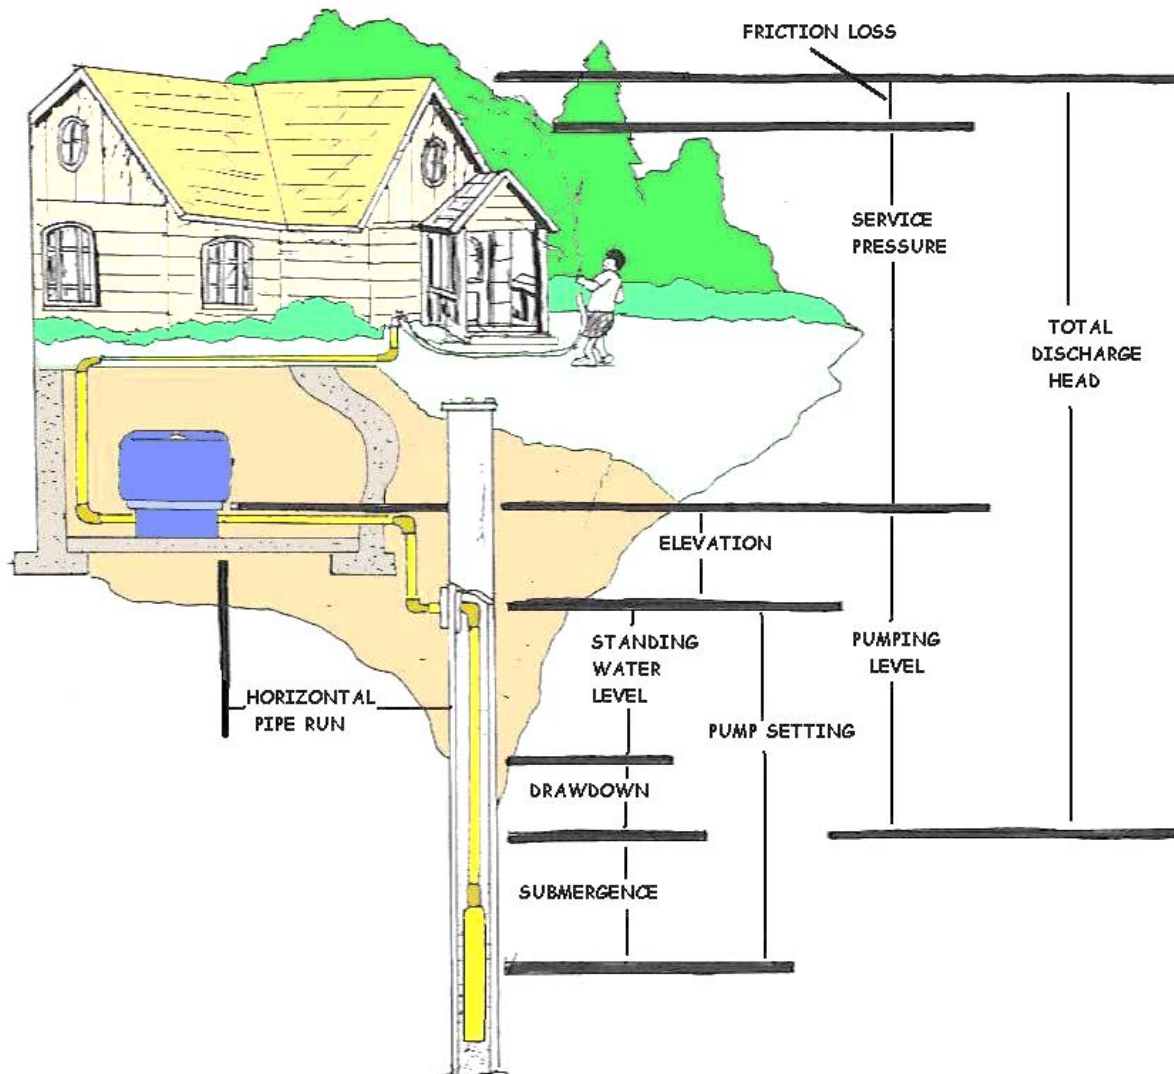 FRICTION LOSS
SERVICE
PRESSURE
TOTAL
DISCHARGE
HEAD
ELEVATION
STANDING
WATER
LEVEL
PUMPING
LEVEL
HORIZONTAL
PIPE RUN
PUMP SETTING
DRAWDOWN
SUBMERGENCE